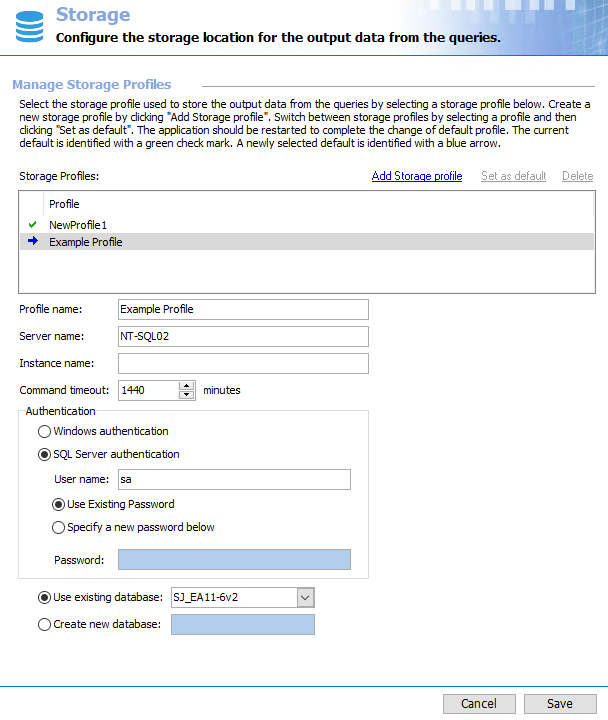 Storage
Configure the storage location for the output data from the queries.
Manage Storage Profiles
Select the storage profile used to store the output data from the queries by selecting a storage profile below. Create a
new storage profile by clicking "Add Storage profile". Switch between storage profiles by selecting a profile and then
clicking "Set as default". The application should be restarted to complete the change of default profile. The current
default is identified with a green check mark. A newly selected default is identified with a blue arrow.
Storage Profiles: Add Storage profile Set as default Delete
Profile
NewProfile1
Example Profile
Profile name: Example Profile
Server name: NT-SQL02
Instance name:
Command timeout: 1440 minutes
Authentication
Windows authentication
SQL Server authentication
User name: sa
Use Existing Password
Specify a new password below
Password:
Use existing database: SJ_EA11-6v2
Create new database:
Cancel Save